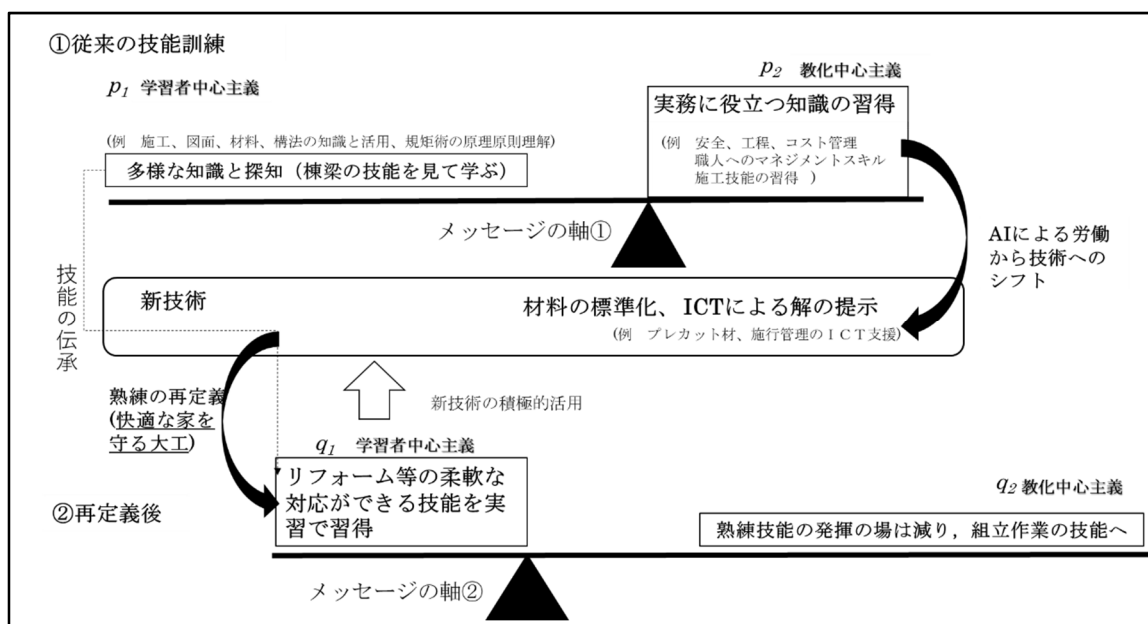 ①従来の技能訓練
p₁ 学習者中心主義
(例　施工、図面、材料、構法の知識と活用、規矩術の原理原則理解)
多様な知識と探知（棟梁の技能を見て学ぶ）
p₂ 教化中心主義
実務に役立つ知識の習得
(例　安全、工程、コスト管理
職人へのマネジメントスキル
施工技能の習得　)
メッセージの軸①
AIによる労働
から技術への
シフト
技能の伝承
新技術
材料の標準化、ICTによる解の提示
(例　プレカット材、施行管理のＩＣＴ支援)
熟練の再定義
(快適な家を
守る大工)
新技術の積極的活用
q₁ 学習者中心主義
リフォーム等の柔軟な
対応ができる技能を実
習で習得
②再定義後
q₂ 教化中心主義
熟練技能の発揮の場は減り，組立作業の技能へ
メッセージの軸②